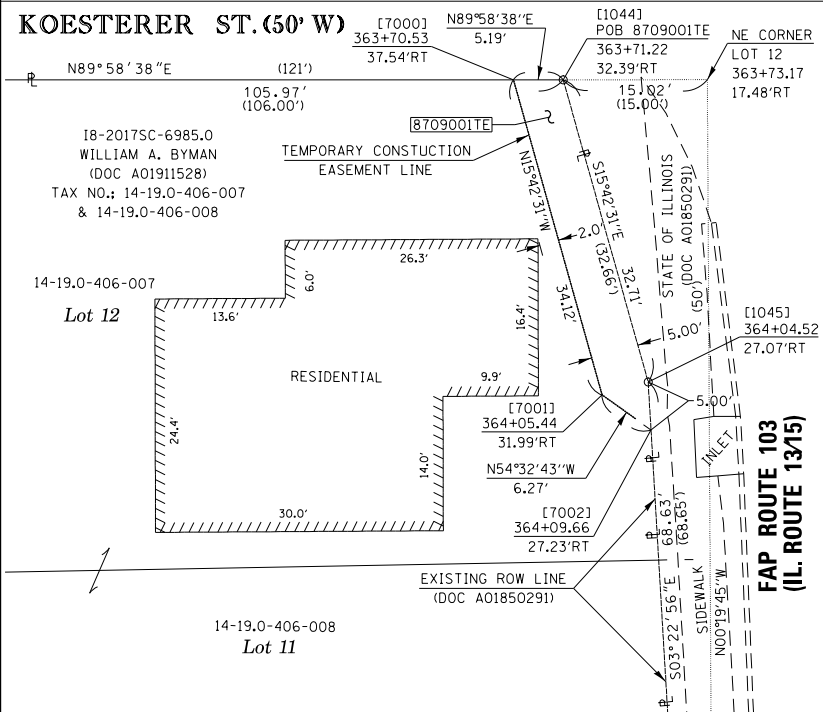 KOESTERER ST. (50' W)
[7000]
363+70.53
37.54'RT
N89°58'38"E
5.19'
[1044]
POB 8709001TE
363+71.22
32.39'RT
NE CORNER
LOT 12
363+73.17
17.48'RT
N89°58'38"E
(121')
105.97'
(106.00')
15.02'
(15.00')
8709001TE
I8-2017SC-6985.0
WILLIAM A. BYMAN
(DOC A01911528)
TAX NO.; 14-19.0-406-007
& 14-19.0-406-008
TEMPORARY CONSTUCTION
EASEMENT LINE
N15°42'31"W
34.12'
S15°42'31"E
32.71'
(32.66')
2.0'
5.00'
STATE OF ILLINOIS
(DOC A01850291)
(50')
14-19.0-406-007
Lot 12
26.3'
6.0'
13.6'
16.4'
RESIDENTIAL
9.9'
24.4'
14.0'
30.0'
[1045]
364+04.52
27.07'RT
5.00'
[7001]
364+05.44
31.99'RT
N54°32'43"W
6.27'
[7002]
364+09.66
27.23'RT
INLET
FAP ROUTE 103
(IL. ROUTE 13/15)
68.63'
(68.65')
EXISTING ROW LINE
(DOC A01850291)
S03°22'56"E
SIDEWALK
N00°19'45"W
14-19.0-406-008
Lot 11